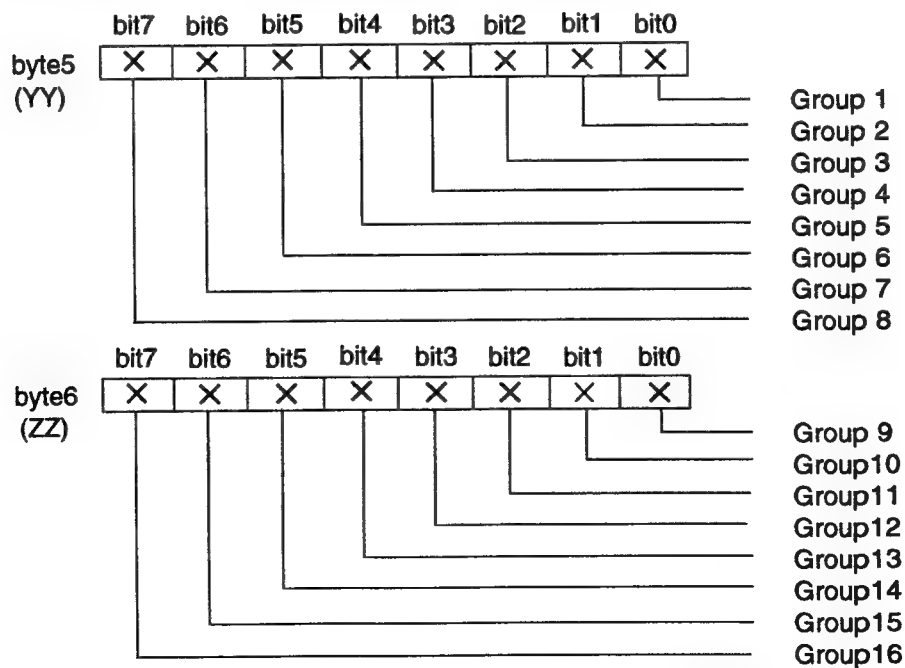 bit7 bit6 bit5 bit4 bit3 bit2 bit1 bit0
byte5 X X X X X X X X
(YY)
Group 1
Group 2
Group 3
Group 4
Group 5
Group 6
Group 7
Group 8
bit7 bit6 bit5 bit4 bit3 bit2 bit1 bit0
byte6 X X X X X X X X
(ZZ)
Group 9
Group10
Group11
Group12
Group13
Group14
Group15
Group16